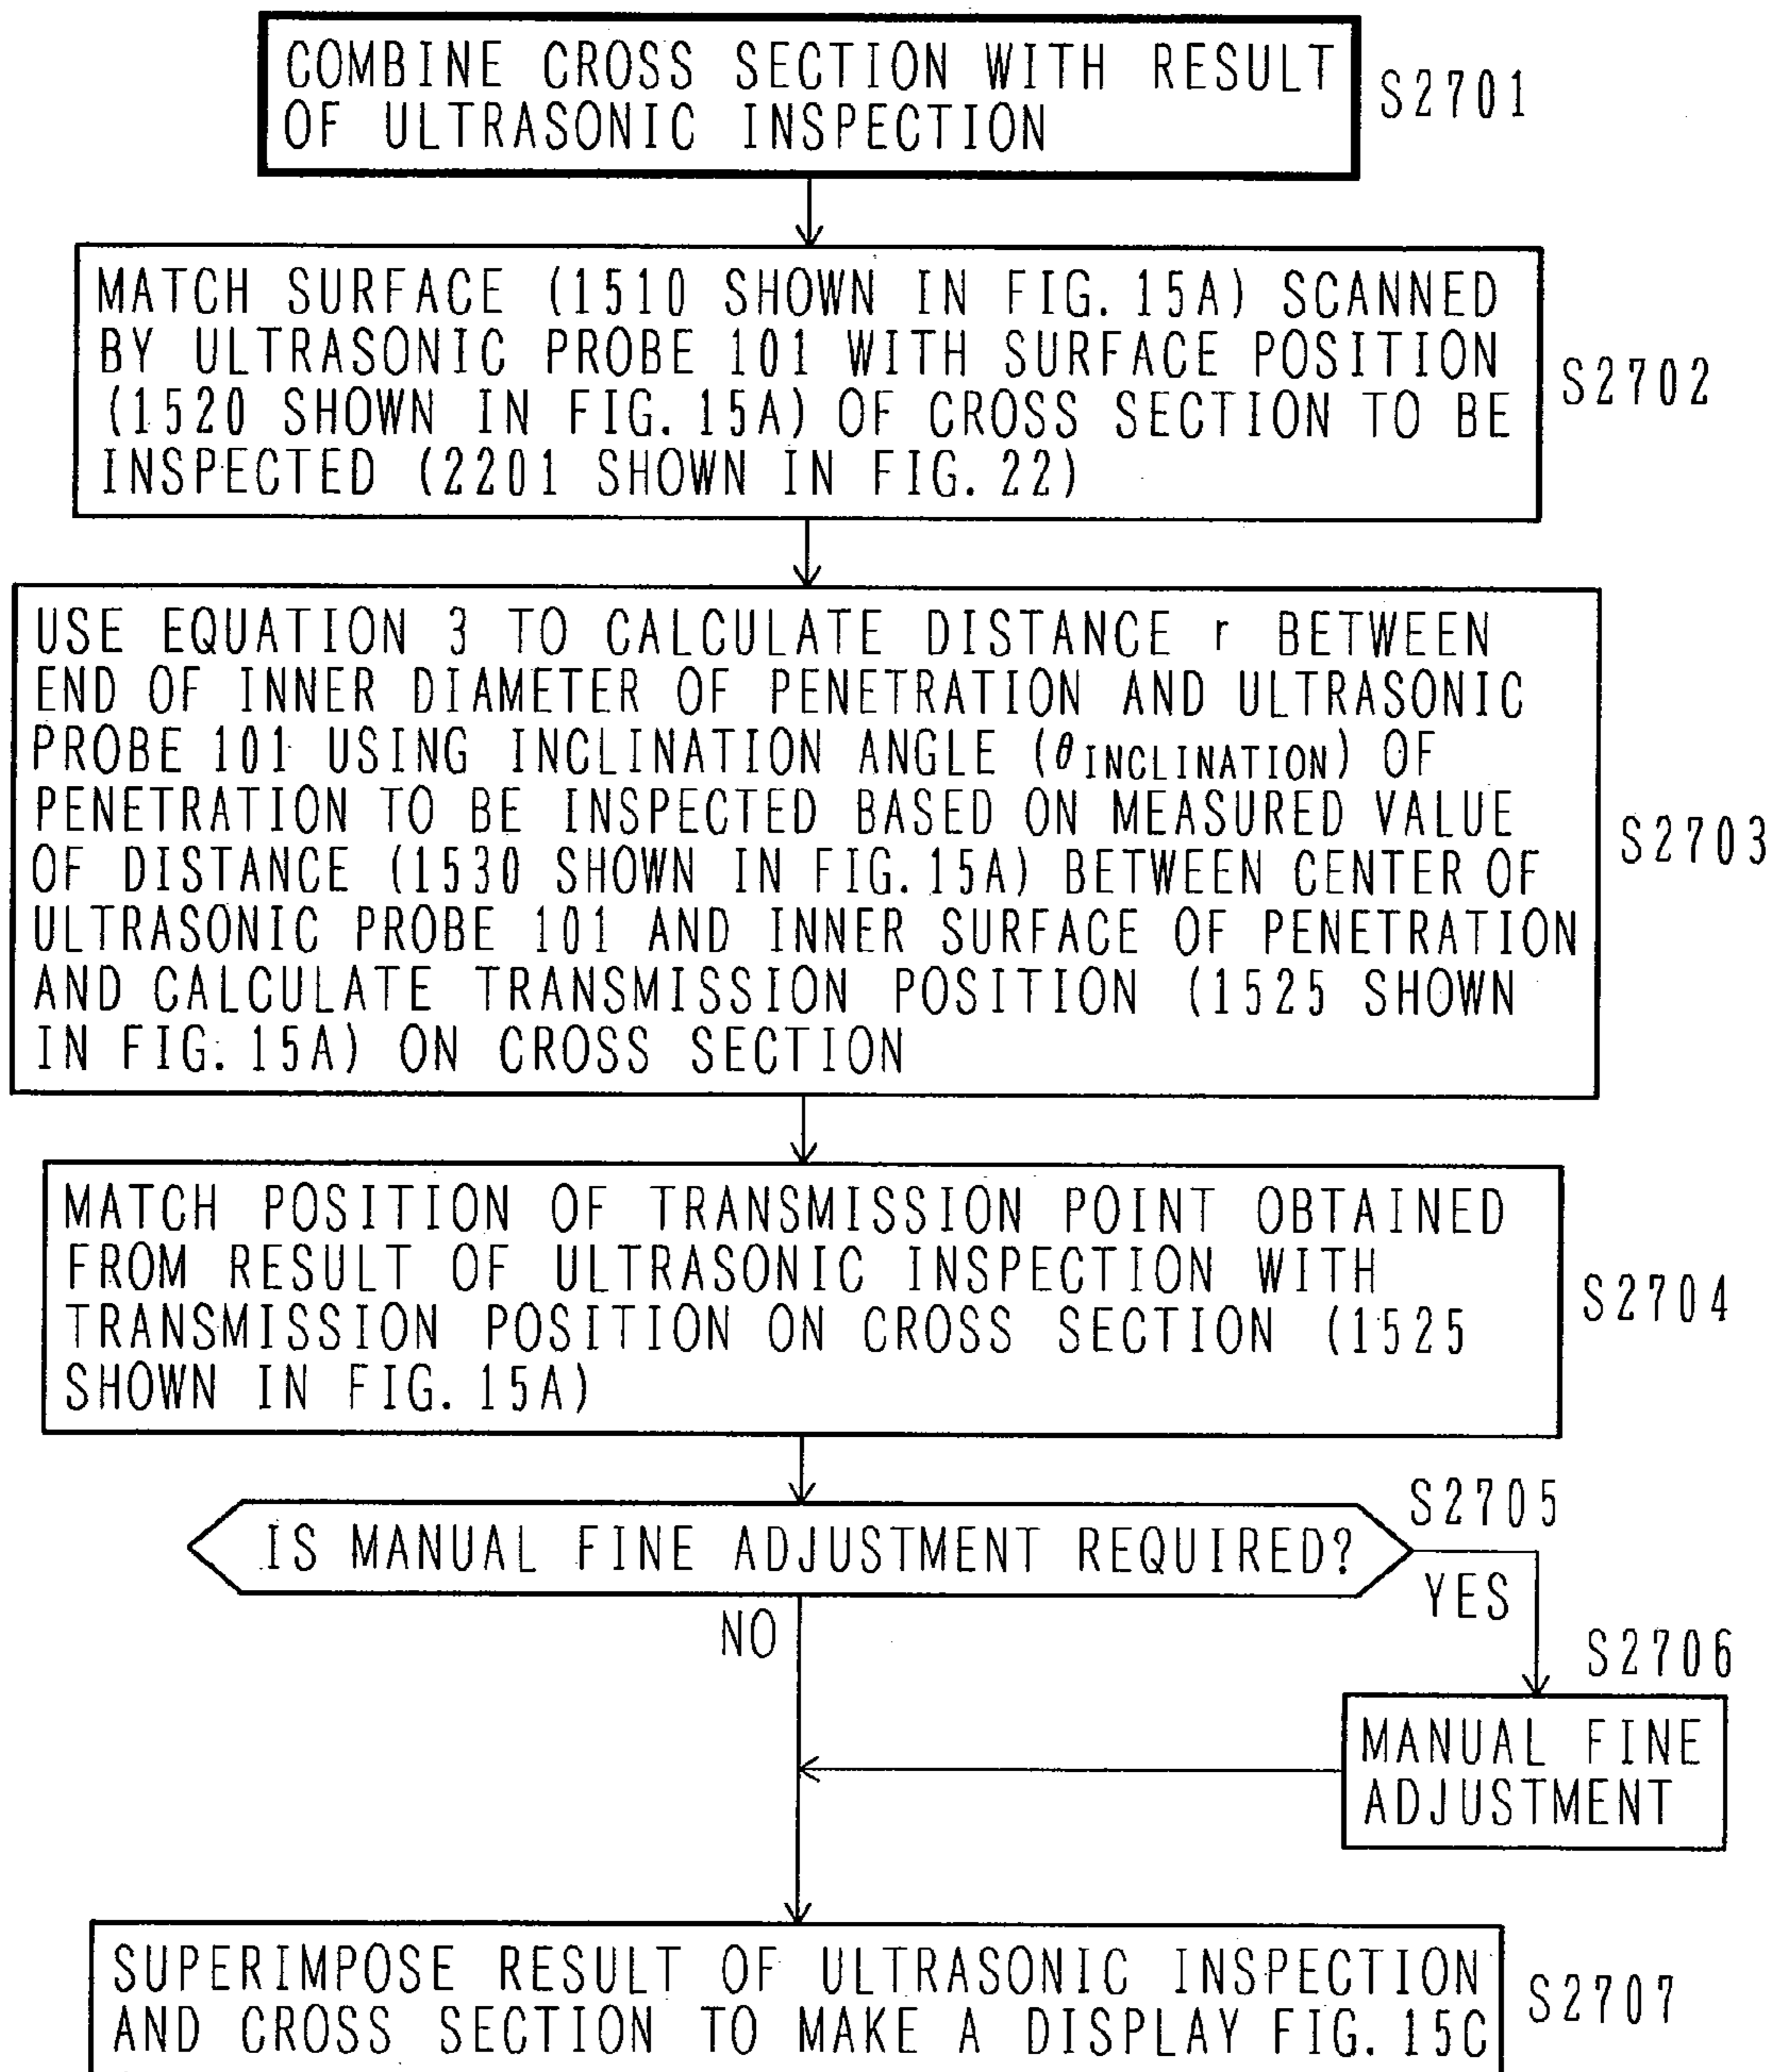 COMBINE CROSS SECTION WITH RESULT
OF ULTRASONIC INSPECTION
S2701
MATCH SURFACE (1510 SHOWN IN FIG. 15A) SCANNED
BY ULTRASONIC PROBE 101 WITH SURFACE POSITION
(1520 SHOWN IN FIG. 15A) OF CROSS SECTION TO BE
INSPECTED (2201 SHOWN IN FIG. 22)
S2702
USE EQUATION 3 TO CALCULATE DISTANCE r BETWEEN
END OF INNER DIAMETER OF PENETRATION AND ULTRASONIC
PROBE 101 USING INCLINATION ANGLE (θINCLINATION) OF
PENETRATION TO BE INSPECTED BASED ON MEASURED VALUE
OF DISTANCE (1530 SHOWN IN FIG. 15A) BETWEEN CENTER OF
ULTRASONIC PROBE 101 AND INNER SURFACE OF PENETRATION
AND CALCULATE TRANSMISSION POSITION (1525 SHOWN
IN FIG. 15A) ON CROSS SECTION
S2703
MATCH POSITION OF TRANSMISSION POINT OBTAINED
FROM RESULT OF ULTRASONIC INSPECTION WITH
TRANSMISSION POSITION ON CROSS SECTION (1525
SHOWN IN FIG. 15A)
S2704
IS MANUAL FINE ADJUSTMENT REQUIRED?
S2705
YES
NO
S2706
MANUAL FINE
ADJUSTMENT
SUPERIMPOSE RESULT OF ULTRASONIC INSPECTION
AND CROSS SECTION TO MAKE A DISPLAY FIG. 15C
S2707